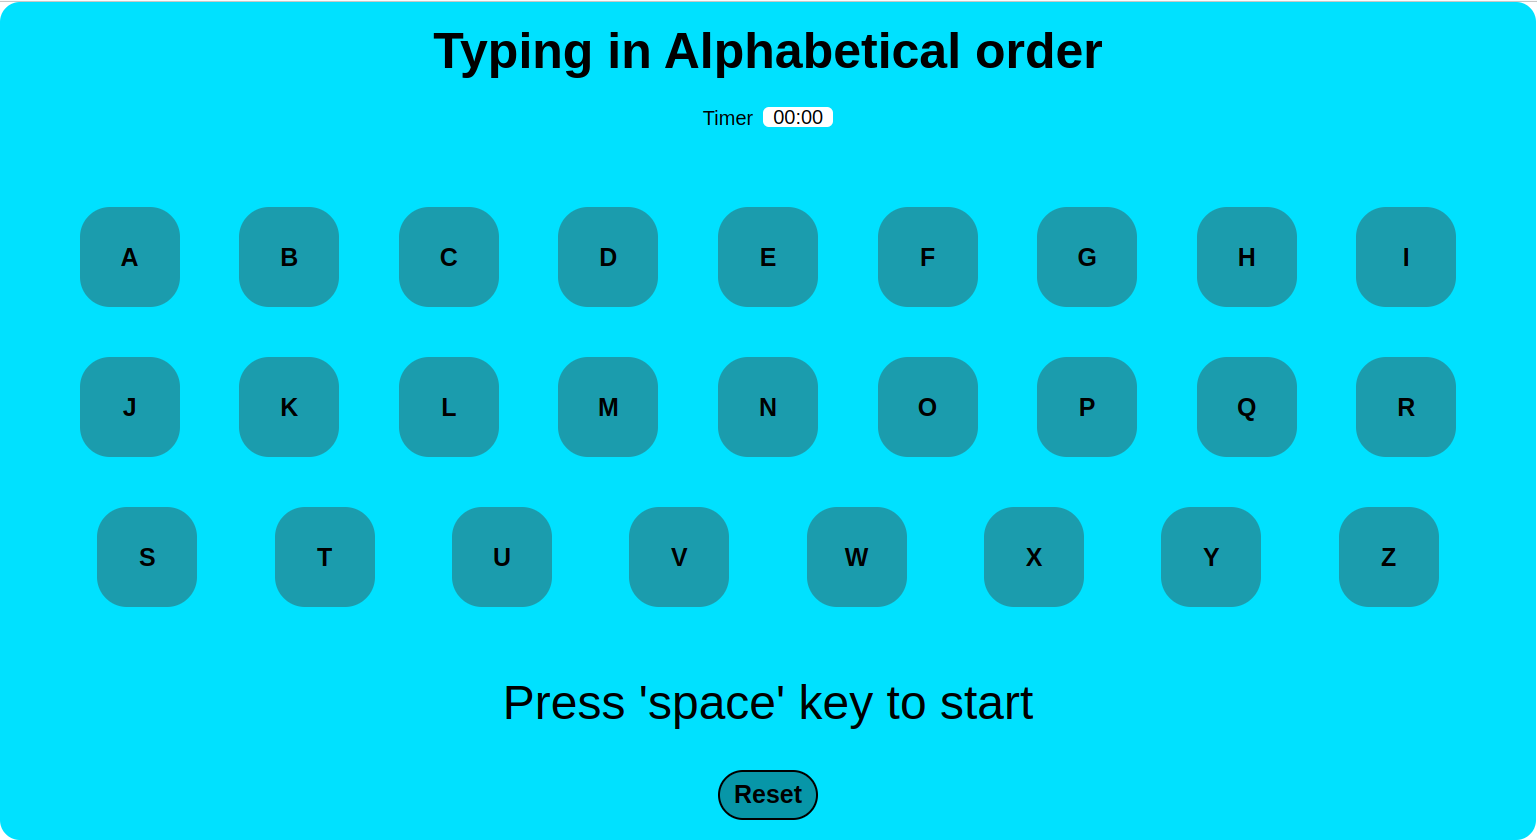 Typing in Alphabetical order
Timer 00:00
A B C D E F G H I
J K L M N O P Q R
S T U V W X Y Z
Press 'space' key to start
Reset